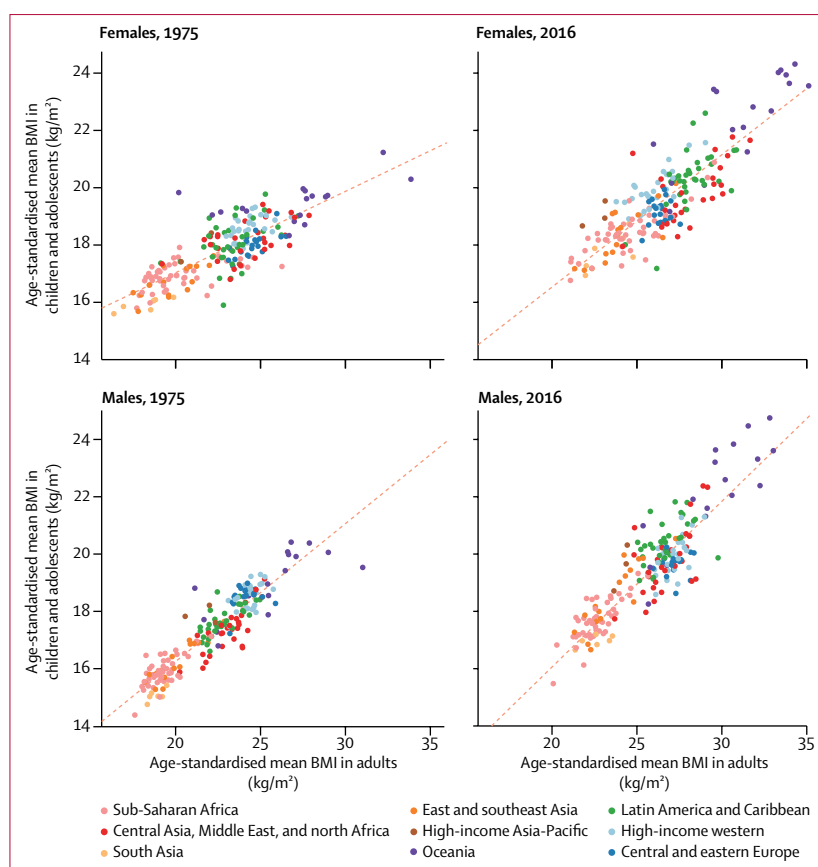 Females, 1975
Females, 2016
Age-standardised mean BMI in
children and adolescents (kg/m²)
24
22
20
18
16
14
Males, 1975
Males, 2016
Age-standardised mean BMI in
children and adolescents (kg/m²)
24
22
20
18
16
14
20 25 30 35
20 25 30 35
Age-standardised mean BMI in adults
(kg/m²)
Age-standardised mean BMI in adults
(kg/m²)
Sub-Saharan Africa East and southeast Asia Latin America and Caribbean
Central Asia, Middle East, and north Africa High-income Asia-Pacific High-income western
South Asia Oceania Central and eastern Europe